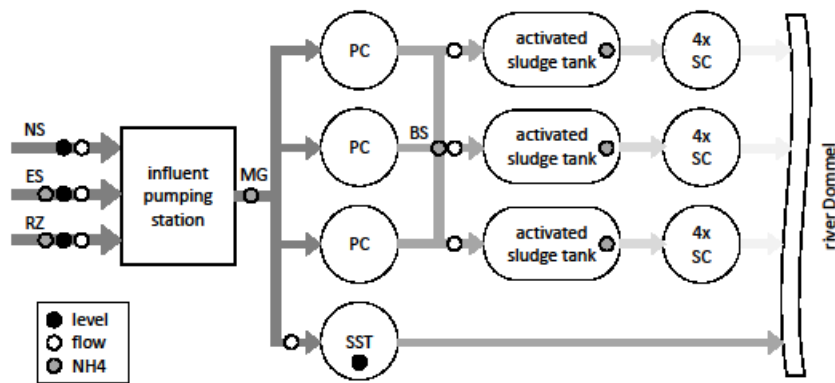 NS
ES
RZ
influent
pumping
station
MG
PC
PC
PC
SST
BS
activated
sludge tank
activated
sludge tank
activated
sludge tank
4x
SC
4x
SC
4x
SC
river Dommel
level
flow
NH4